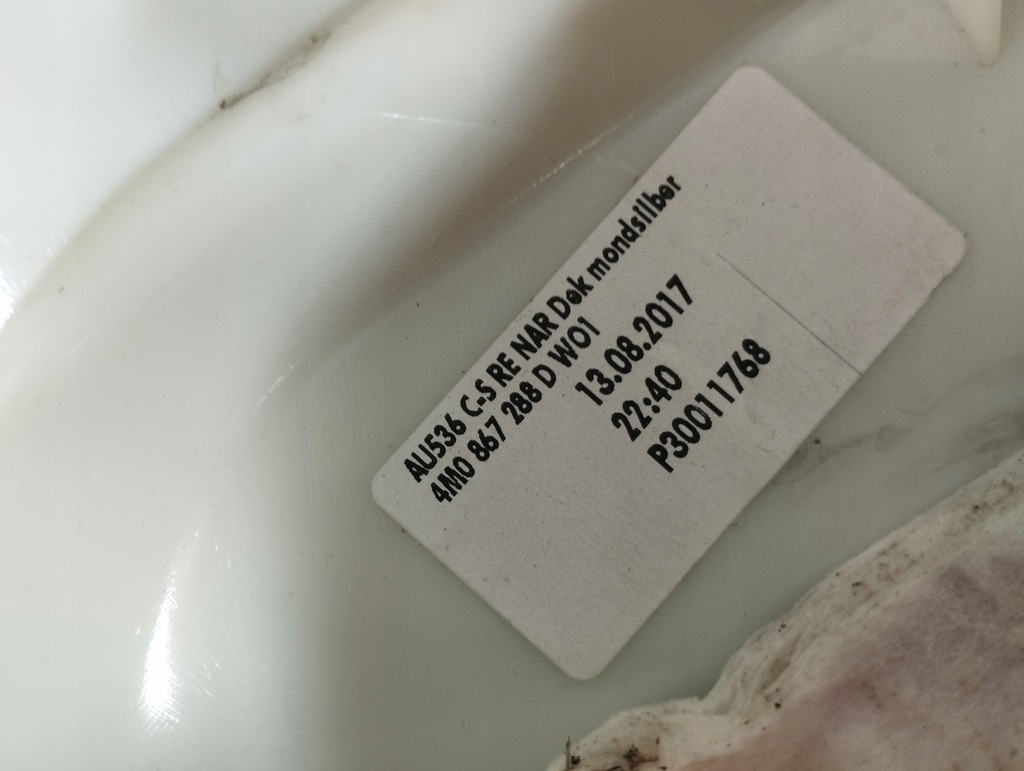 AU536 C-S RE NAR Dek mondsilber
4M0 867 288 D WO1
13.08.2017
22:40
P30011768